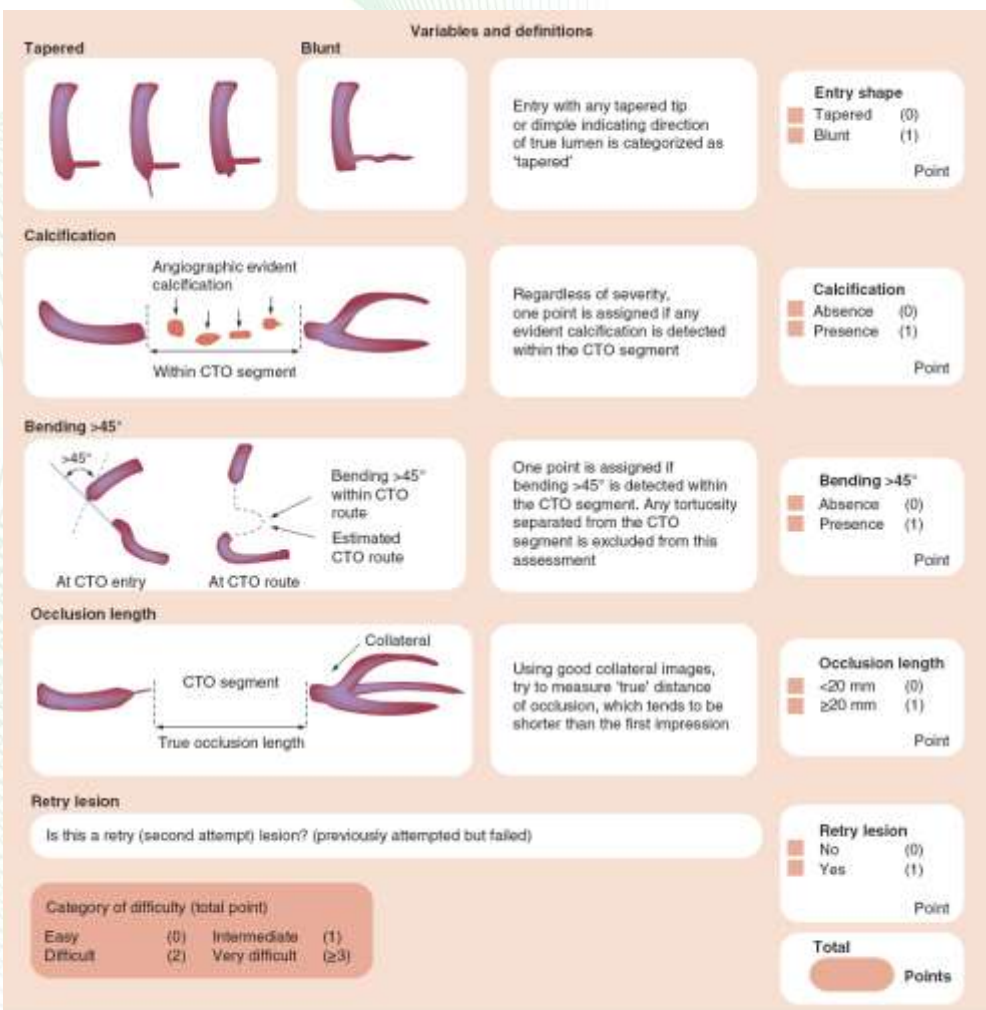 Variables and definitions
Tapered
Blunt
Entry with any tapered tip
or dimple indicating direction
of true lumen is categorized as
'tapered'
Entry shape
Tapered (0)
Blunt (1)
Point
Calcification
Angiographic evident
calcification
Within CTO segment
Regardless of severity,
one point is assigned if any
evident calcification is detected
within the CTO segment
Calcification
Absence (0)
Presence (1)
Point
Bending >45°
>45°
At CTO entry
Bending >45°
within CTO
route
Estimated
CTO route
At CTO route
One point is assigned if
bending >45° is detected within
the CTO segment. Any tortuosity
separated from the CTO
segment is excluded from this
assessment
Bending >45°
Absence (0)
Presence (1)
Point
Occlusion length
Collateral
CTO segment
True occlusion length
Using good collateral images,
try to measure 'true' distance
of occlusion, which tends to be
shorter than the first impression
Occlusion length
<20 mm (0)
≥20 mm (1)
Point
Retry lesion
Is this a retry (second attempt) lesion? (previously attempted but failed)
Retry lesion
No (0)
Yes (1)
Point
Category of difficulty (total point)
Easy (0) Intermediate (1)
Difficult (2) Very difficult (≥3)
Total
Points